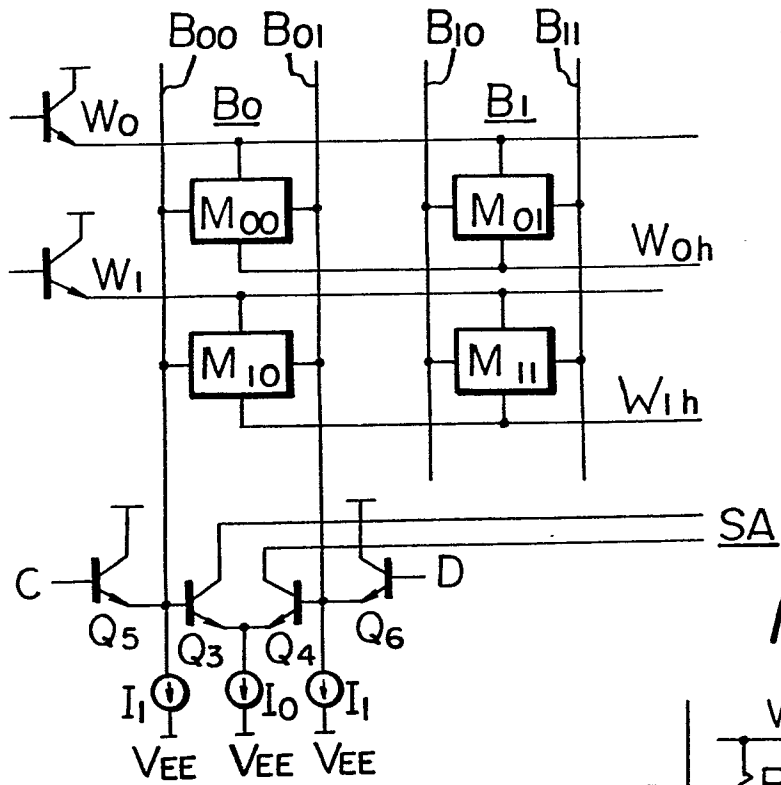 B00 B01 B10 B11
W0 B0 B1
M00 M01
W0h
W1
M10 M11
W1h
SA
C D
Q5 Q3 Q4 Q6
I1 I0 I1
VEE VEE VEE